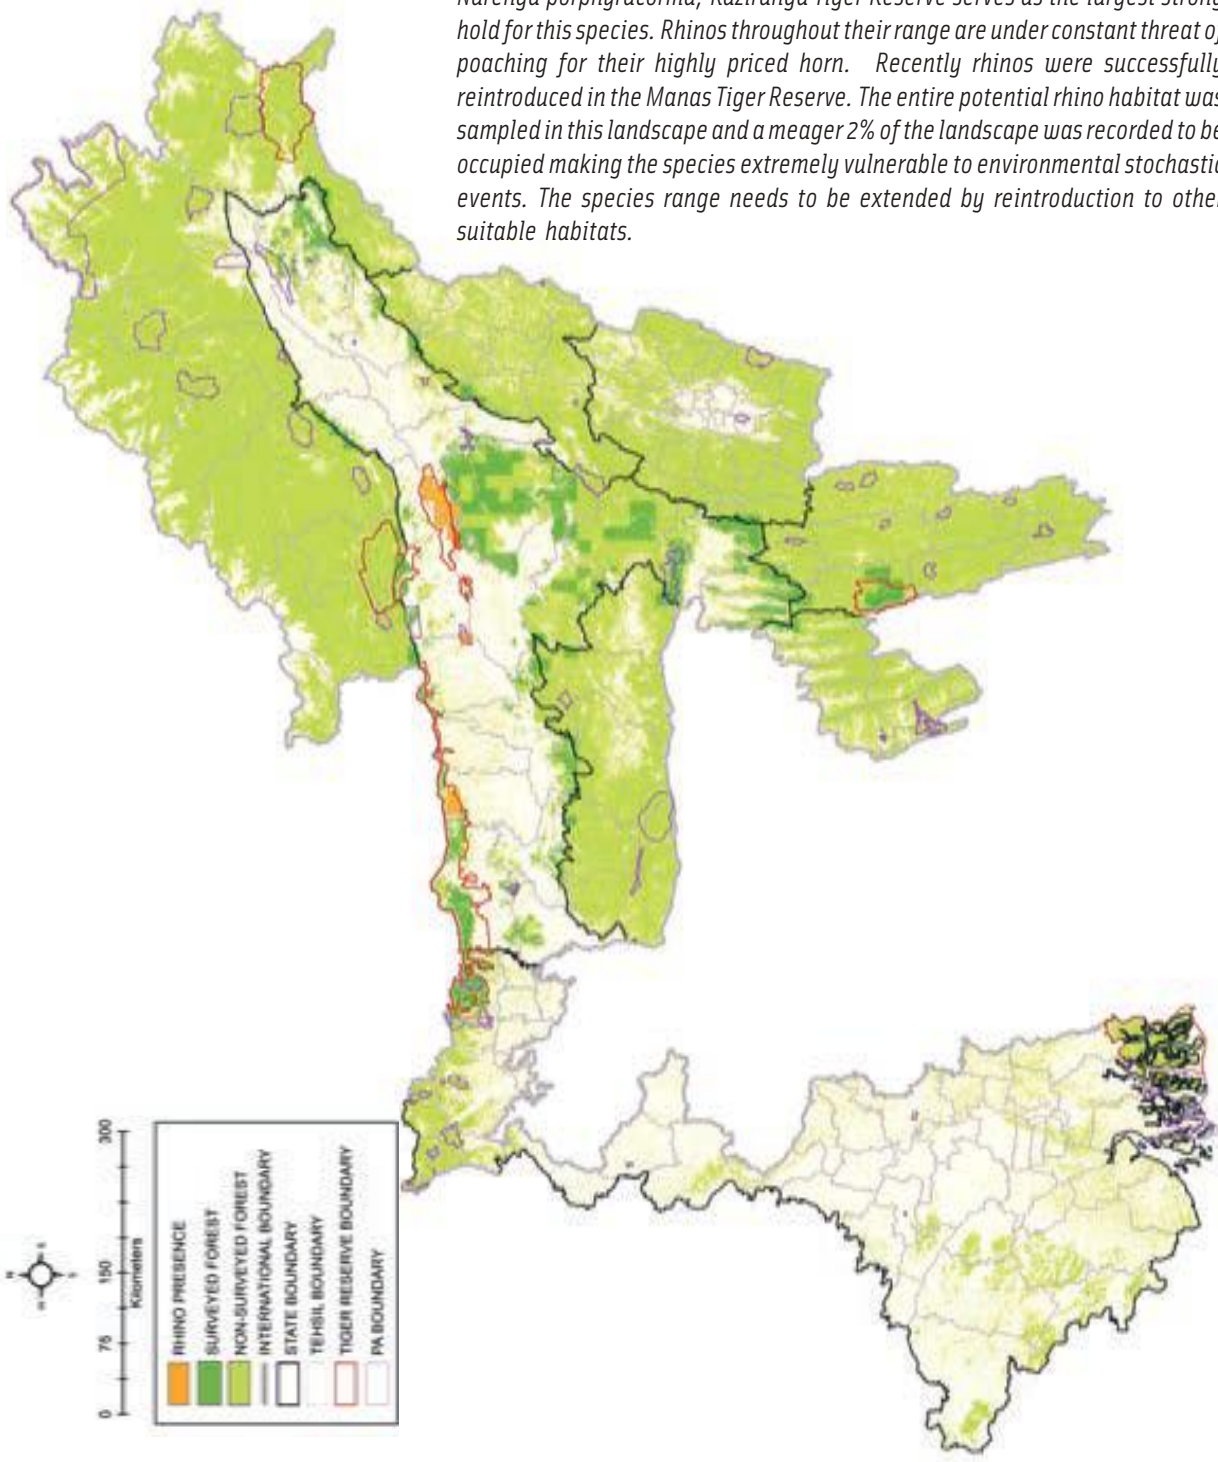 Narenga porphyracoma, Kaziranga Tiger Reserve serves as the largest strong
hold for this species. Rhinos throughout their range are under constant threat of
poaching for their highly priced horn. Recently rhinos were successfully
reintroduced in the Manas Tiger Reserve. The entire potential rhino habitat was
sampled in this landscape and a meager 2% of the landscape was recorded to be
occupied making the species extremely vulnerable to environmental stochastic
events. The species range needs to be extended by reintroduction to other
suitable habitats.
0 75 150 300
Kilometers
RHINO PRESENCE
SURVEYED FOREST
NON-SURVEYED FOREST
INTERNATIONAL BOUNDARY
STATE BOUNDARY
TEHSIL BOUNDARY
TIGER RESERVE BOUNDARY
PA BOUNDARY